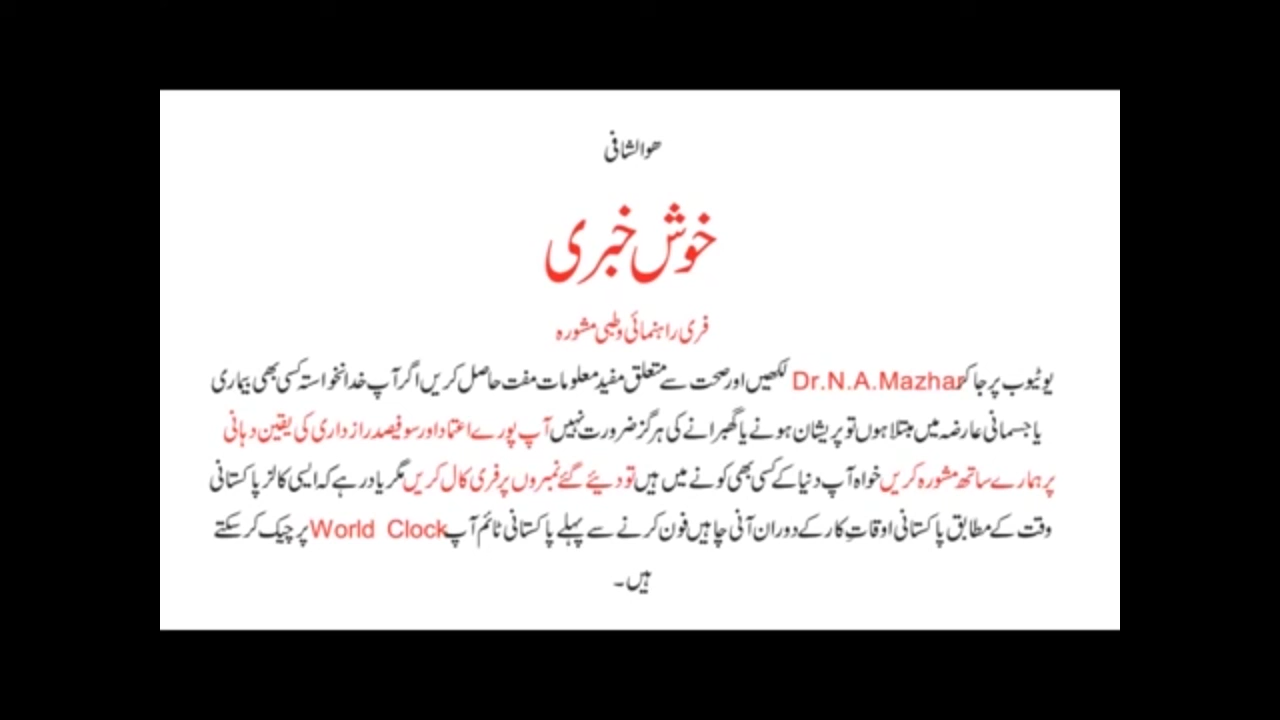 ھوالشافی
خوش خبری
فری راہنمائی وطبی مشورہ
یوٹیوب پر جا کر Dr.N.A.Mazhar لکھیں اور صحت سے متعلق مفید معلومات مفت حاصل کریں اگر آپ خدانخواستہ کسی بھی بیماری
یا جسمانی عارضہ میں مبتلا ہوں تو پریشان ہونے یا گھبرانے کی ہرگز ضرورت نہیں آپ پورے اعتماد اور سو فیصد رازداری کی یقین دہانی
پر ہمارے ساتھ مشورہ کریں خواہ آپ دنیا کے کسی بھی کونے میں ہیں تو دیئے گئے نمبروں پر فری کال کریں مگر یاد رہے کہ ایسی کالز پاکستانی
وقت کے مطابق پاکستانی اوقاتِ کار کے دوران آنی چاہیں فون کرنے سے پہلے پاکستانی ٹائم آپ World Clock پر چیک کر سکتے
ہیں۔